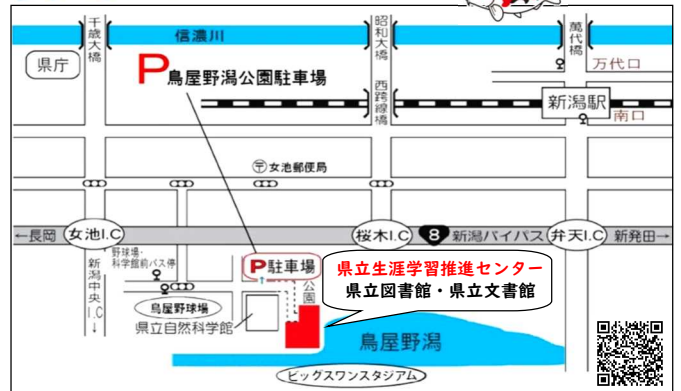 千歳大橋
信濃川
昭和大橋
萬代橋
県庁
P鳥屋野潟公園駐車場
西跨線橋
万代口
新潟駅
南口
〒女池郵便局
←長岡
女池I.C
桜木I.C
8
新潟バイパス
弁天I.C
新発田→
新潟中央I.C↓
野球場・
科学館前バス停
P駐車場
公園
鳥屋野球場
県立自然科学館
県立生涯学習推進センター
県立図書館・県立文書館
鳥屋野潟
ビッグスワンスタジアム